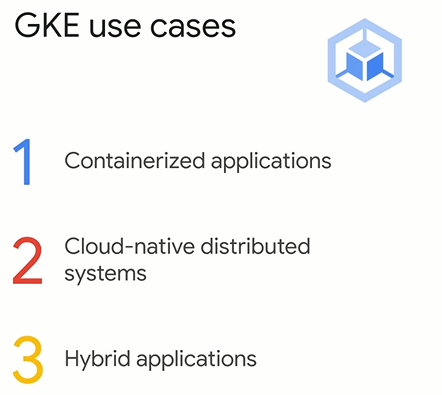 GKE use cases
1 Containerized applications
2 Cloud-native distributed
systems
3 Hybrid applications